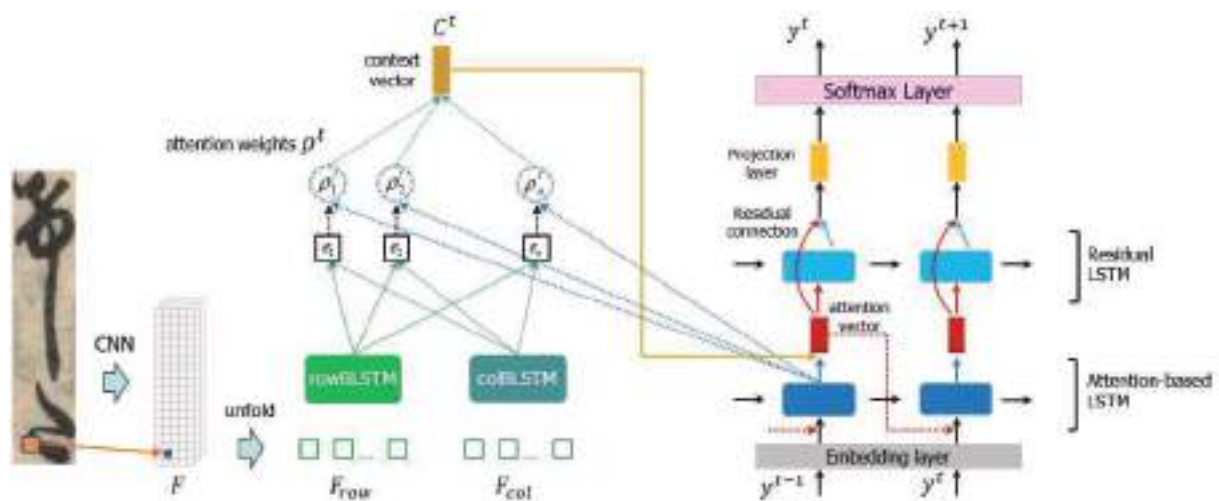 C^t
context
vector
attention weights ρ^t
CNN
F
unfold
rowBLSTM
colBLSTM
F_row
F_col
y^t
y^{t+1}
Softmax Layer
Projection
layer
Residual
connection
Residual
LSTM
attention
vector
Attention-based
LSTM
Embedding layer
y^{t-1}
y^t